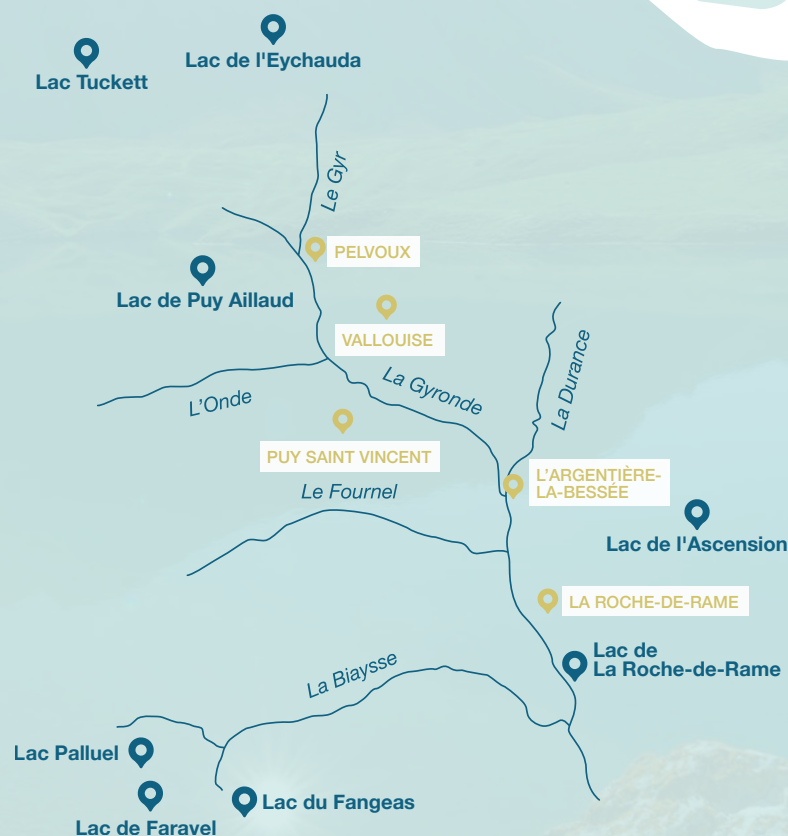 Lac de l'Eychauda
Lac Tuckett
Le Gyr
PELVOUX
Lac de Puy Aillaud
VALLOUISE
La Durance
La Gyronde
L’Onde
PUY SAINT VINCENT
L’ARGENTIÈRE-
LA-BESSÉE
Le Fournel
Lac de l'Ascension
LA ROCHE-DE-RAME
Lac de
La Roche-de-Rame
La Biaysse
Lac Palluel
Lac du Fangeas
Lac de Faravel